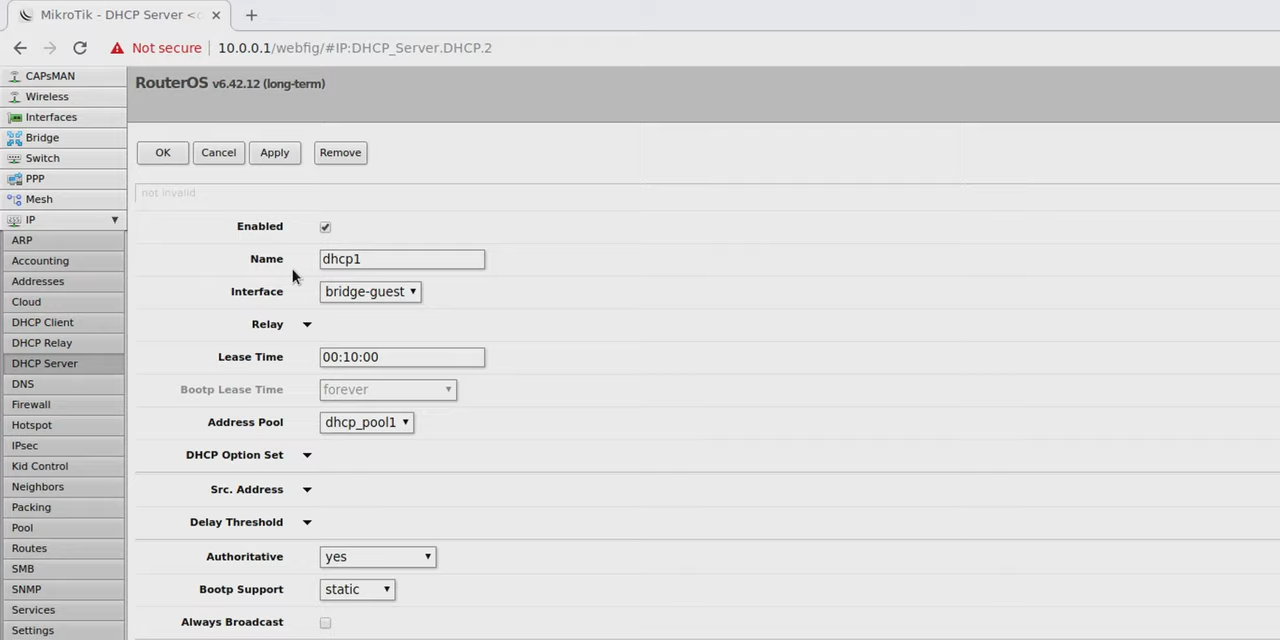 MikroTik - DHCP Server <
Not secure
10.0.0.1/webfig/#IP:DHCP_Server.DHCP.2
CAPsMAN
Wireless
Interfaces
Bridge
Switch
PPP
Mesh
IP
ARP
Accounting
Addresses
Cloud
DHCP Client
DHCP Relay
DHCP Server
DNS
Firewall
Hotspot
IPsec
Kid Control
Neighbors
Packing
Pool
Routes
SMB
SNMP
Services
Settings
RouterOS v6.42.12 (long-term)
OK Cancel Apply Remove
not invalid
Enabled
Name dhcp1
Interface bridge-guest
Relay
Lease Time 00:10:00
Bootp Lease Time forever
Address Pool dhcp_pool1
DHCP Option Set
Src. Address
Delay Threshold
Authoritative yes
Bootp Support static
Always Broadcast